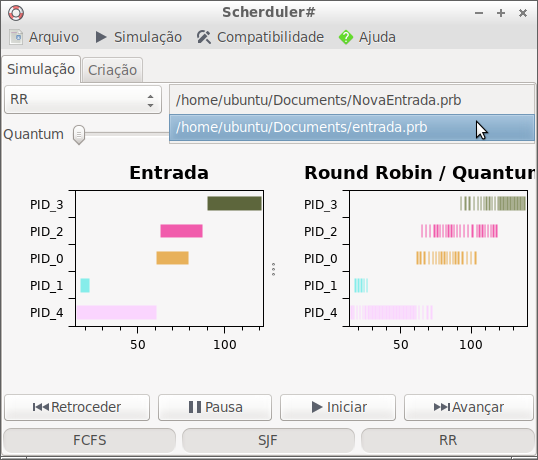 Scherduler#
Arquivo Simulação Compatibilidade Ajuda
Simulação Criação
RR
/home/ubuntu/Documents/NovaEntrada.prb
/home/ubuntu/Documents/entrada.prb
Quantum
Entrada
PID_3
PID_2
PID_0
PID_1
PID_4
50 100
Round Robin / Quantur
PID_3
PID_2
PID_0
PID_1
PID_4
50 100
Retroceder Pausa Iniciar Avançar
FCFS SJF RR